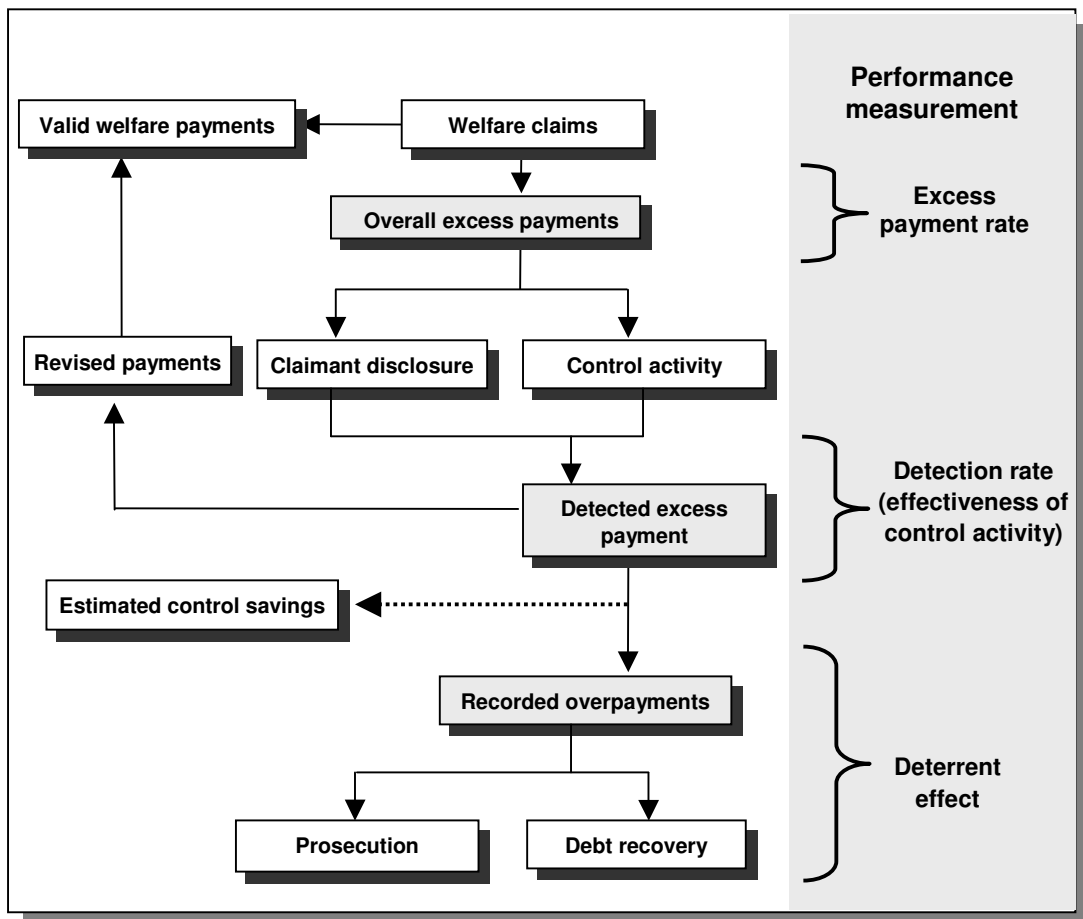 Performance
measurement
Valid welfare payments
Welfare claims
Excess
payment rate
Overall excess payments
Revised payments
Claimant disclosure
Control activity
Detection rate
(effectiveness of
control activity)
Detected excess
payment
Estimated control savings
Recorded overpayments
Deterrent
effect
Prosecution
Debt recovery